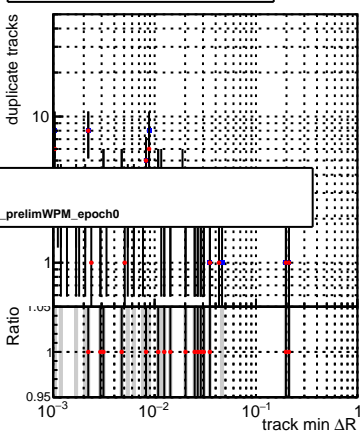 duplicate tracks
10
_prelimWPM_epoch0
1
Ratio
1.05
1
0.95
10⁻³ 10⁻² 10⁻¹ 1
track min ΔR